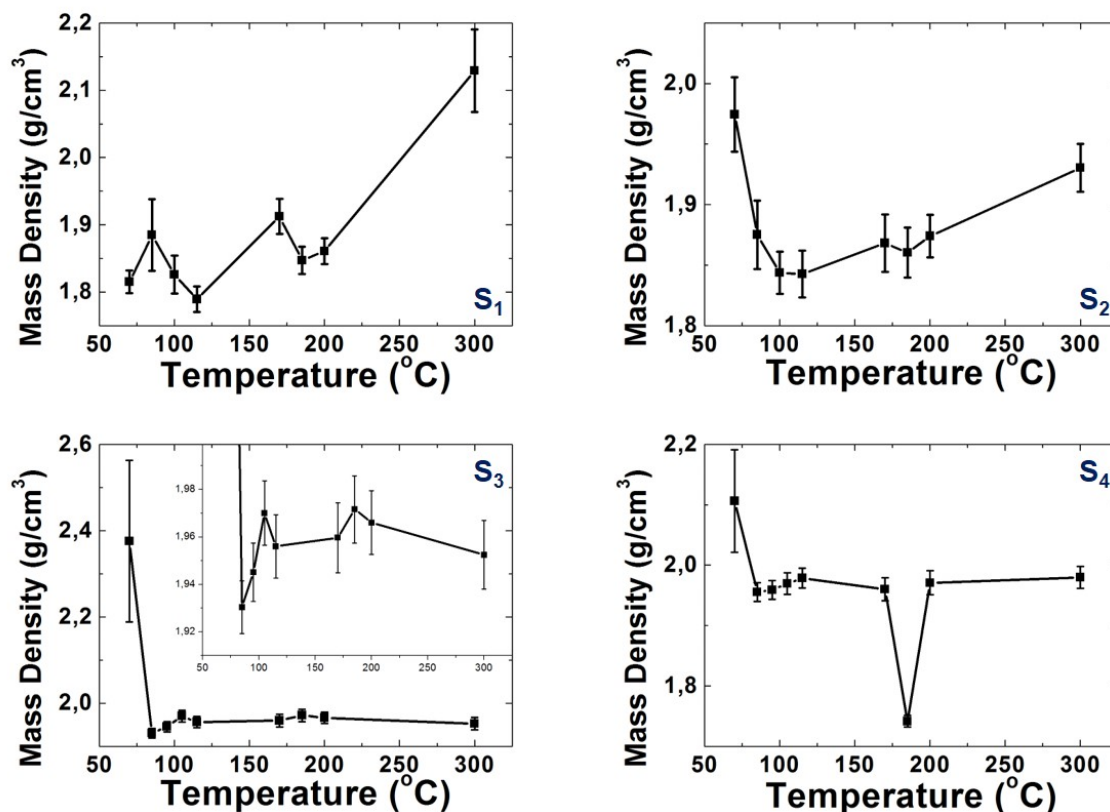 Mass Density (g/cm³)
2,2
2,1
2,0
1,9
1,8
S₁
50 100 150 200 250 300
Temperature (°C)
Mass Density (g/cm³)
2,0
1,9
1,8
S₂
50 100 150 200 250 300
Temperature (°C)
Mass Density (g/cm³)
2,6
2,4
2,2
2,0
S₃
1,98
1,96
1,94
1,92
50 100 150 200 250 300
50 100 150 200 250 300
Temperature (°C)
Mass Density (g/cm³)
2,2
2,0
1,8
S₄
50 100 150 200 250 300
Temperature (°C)